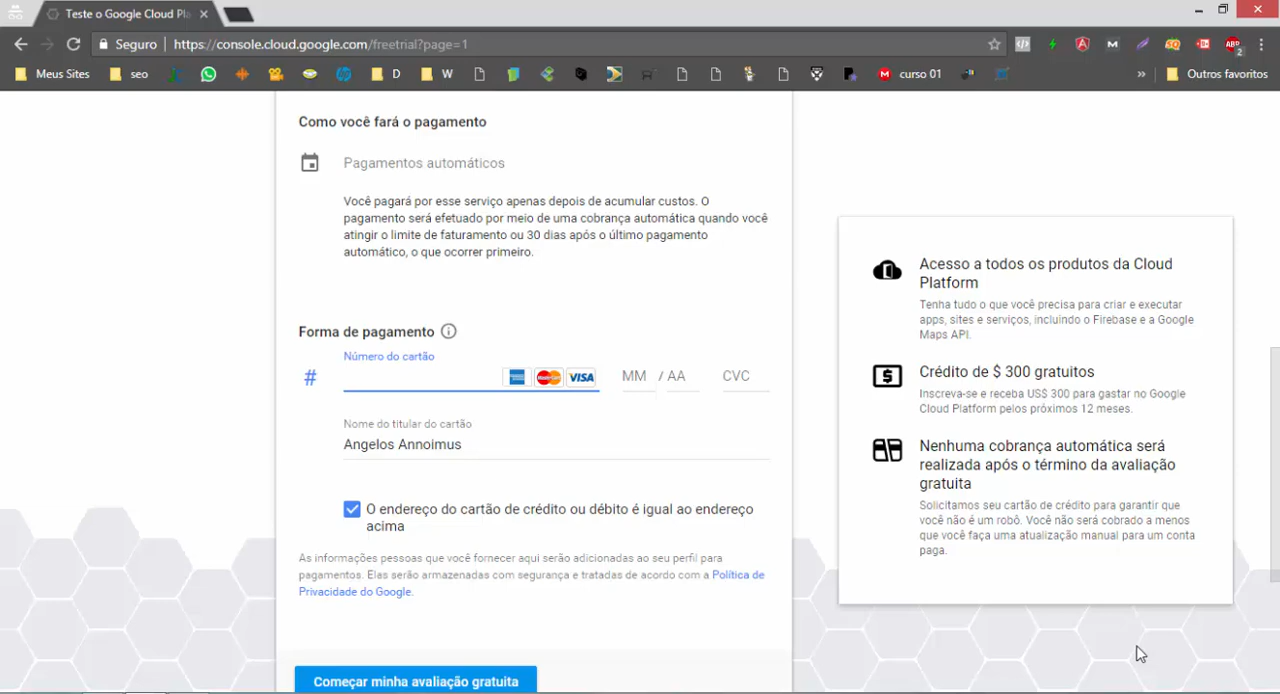 Teste o Google Cloud Pla
Seguro
https://console.cloud.google.com/freetrial?page=1
Meus Sites
seo
D
W
curso 01
»
Outros favoritos
Como você fará o pagamento
Pagamentos automáticos
Você pagará por esse serviço apenas depois de acumular custos. O
pagamento será efetuado por meio de uma cobrança automática quando você
atingir o limite de faturamento ou 30 dias após o último pagamento
automático, o que ocorrer primeiro.
Forma de pagamento
Número do cartão
#
VISA
MM / AA
CVC
Nome do titular do cartão
Angelos Annoimus
O endereço do cartão de crédito ou débito é igual ao endereço
acima
As informações pessoas que você fornecer aqui serão adicionadas ao seu perfil para
pagamentos. Elas serão armazenadas com segurança e tratadas de acordo com a Política de
Privacidade do Google.
Começar minha avaliação gratuita
Acesso a todos os produtos da Cloud
Platform
Tenha tudo o que você precisa para criar e executar
apps, sites e serviços, incluindo o Firebase e a Google
Maps API.
Crédito de $ 300 gratuitos
Inscreva-se e receba US$ 300 para gastar no Google
Cloud Platform pelos próximos 12 meses.
Nenhuma cobrança automática será
realizada após o término da avaliação
gratuita
Solicitamos seu cartão de crédito para garantir que
você não é um robô. Você não será cobrado a menos
que você faça uma atualização manual para um conta
paga.